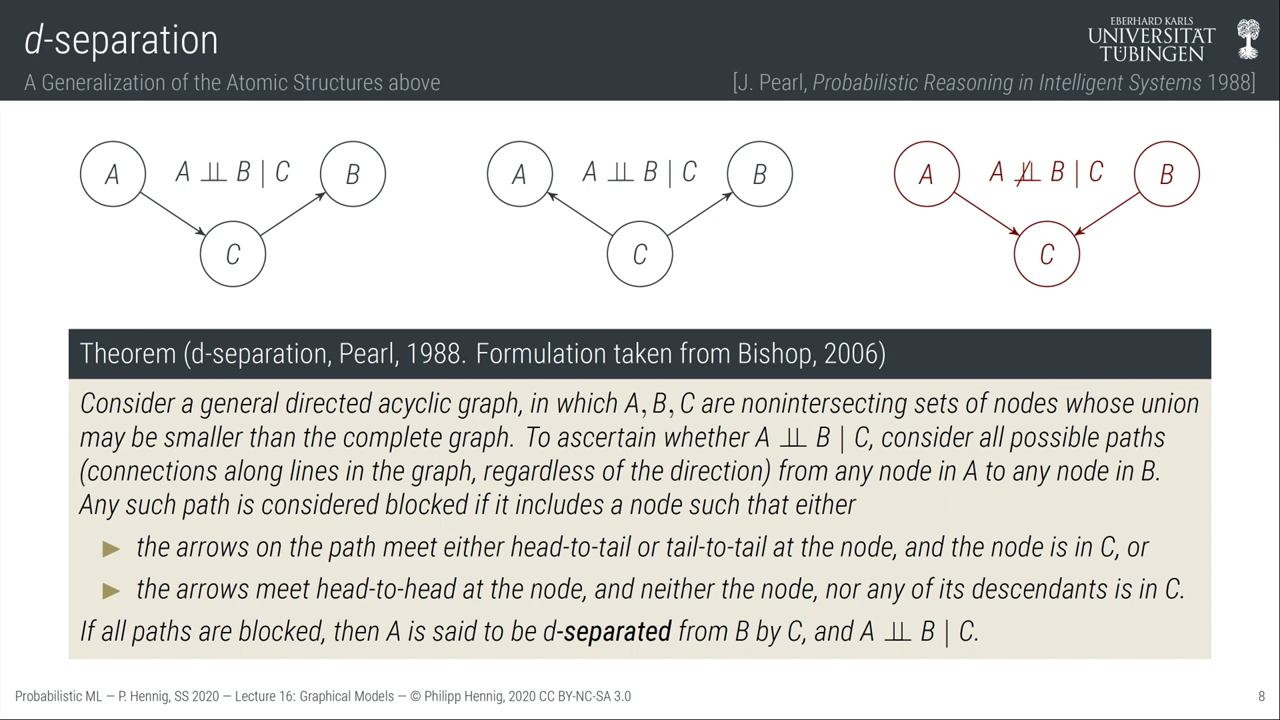 d-separation
A Generalization of the Atomic Structures above
[J. Pearl, Probabilistic Reasoning in Intelligent Systems 1988]
EBERHARD KARLS
UNIVERSITÄT
TÜBINGEN
A
A ⫫ B | C
B
C
A
A ⫫ B | C
B
C
A
A ⫫̸ B | C
B
C
Theorem (d-separation, Pearl, 1988. Formulation taken from Bishop, 2006)
Consider a general directed acyclic graph, in which A, B, C are nonintersecting sets of nodes whose union
may be smaller than the complete graph. To ascertain whether A ⫫ B | C, consider all possible paths
(connections along lines in the graph, regardless of the direction) from any node in A to any node in B.
Any such path is considered blocked if it includes a node such that either
▶ the arrows on the path meet either head-to-tail or tail-to-tail at the node, and the node is in C, or
▶ the arrows meet head-to-head at the node, and neither the node, nor any of its descendants is in C.
If all paths are blocked, then A is said to be d-separated from B by C, and A ⫫ B | C.
Probabilistic ML — P. Hennig, SS 2020 — Lecture 16: Graphical Models — © Philipp Hennig, 2020 CC BY-NC-SA 3.0
8